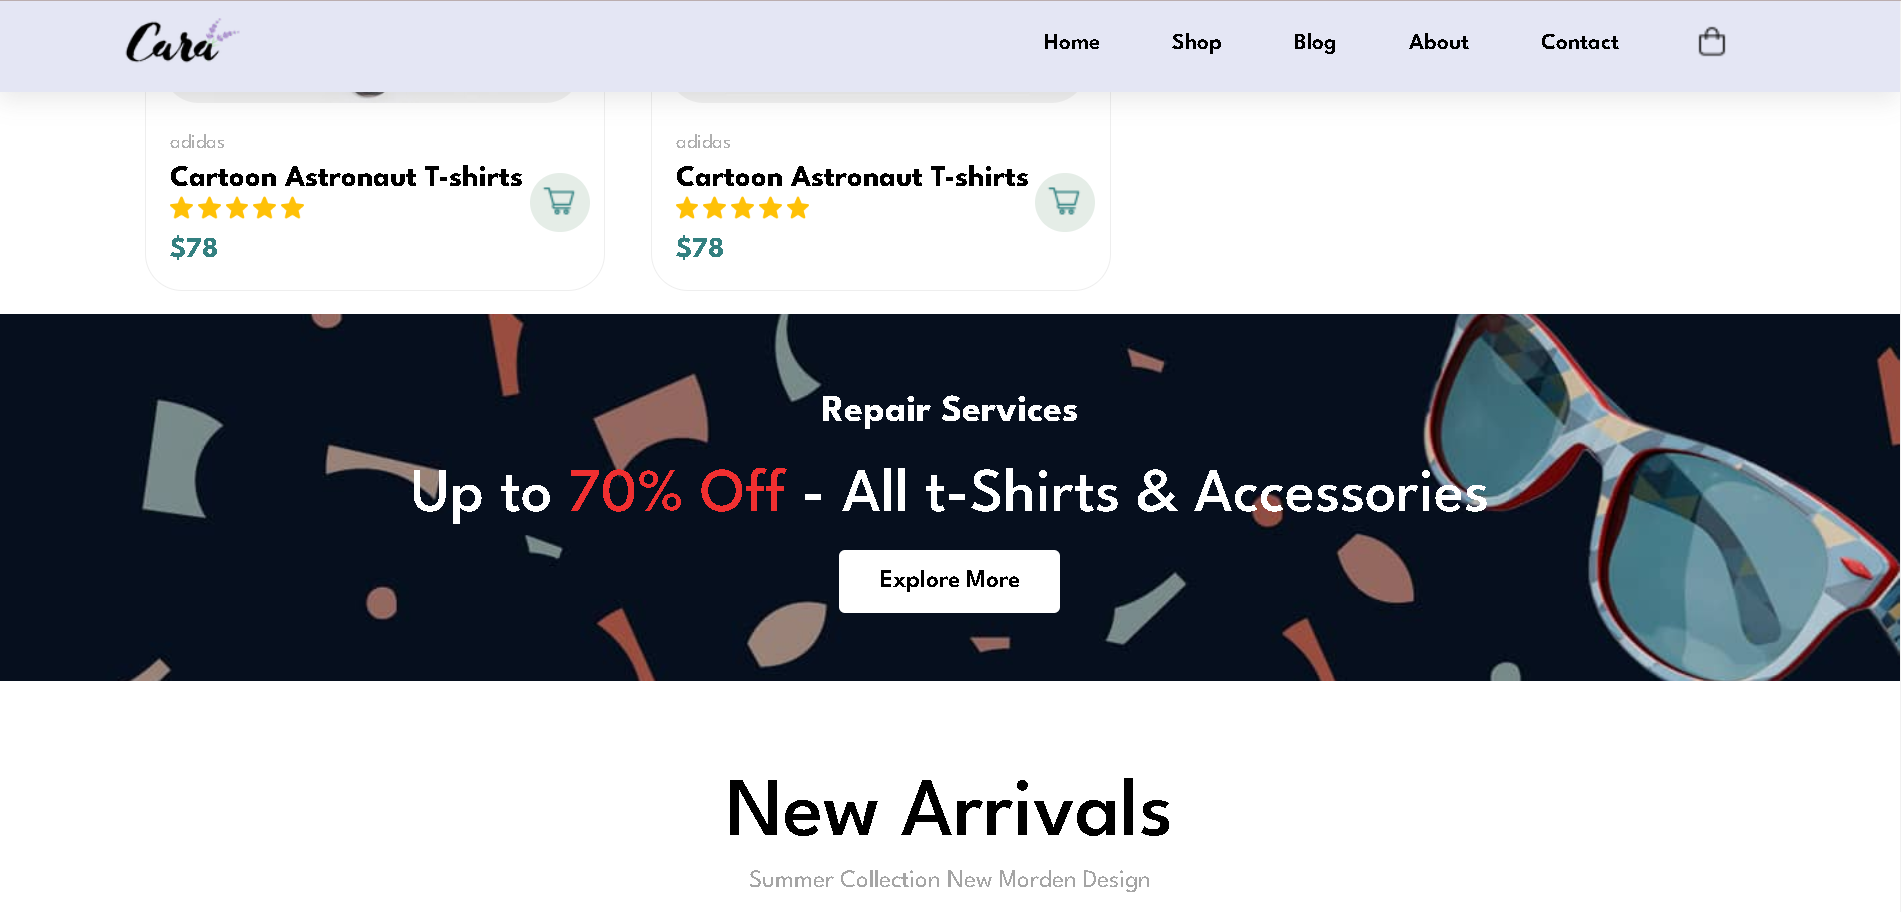 Cara
Home Shop Blog About Contact
adidas
Cartoon Astronaut T-shirts
$78
adidas
Cartoon Astronaut T-shirts
$78
Repair Services
Up to 70% Off - All t-Shirts & Accessories
Explore More
New Arrivals
Summer Collection New Morden Design